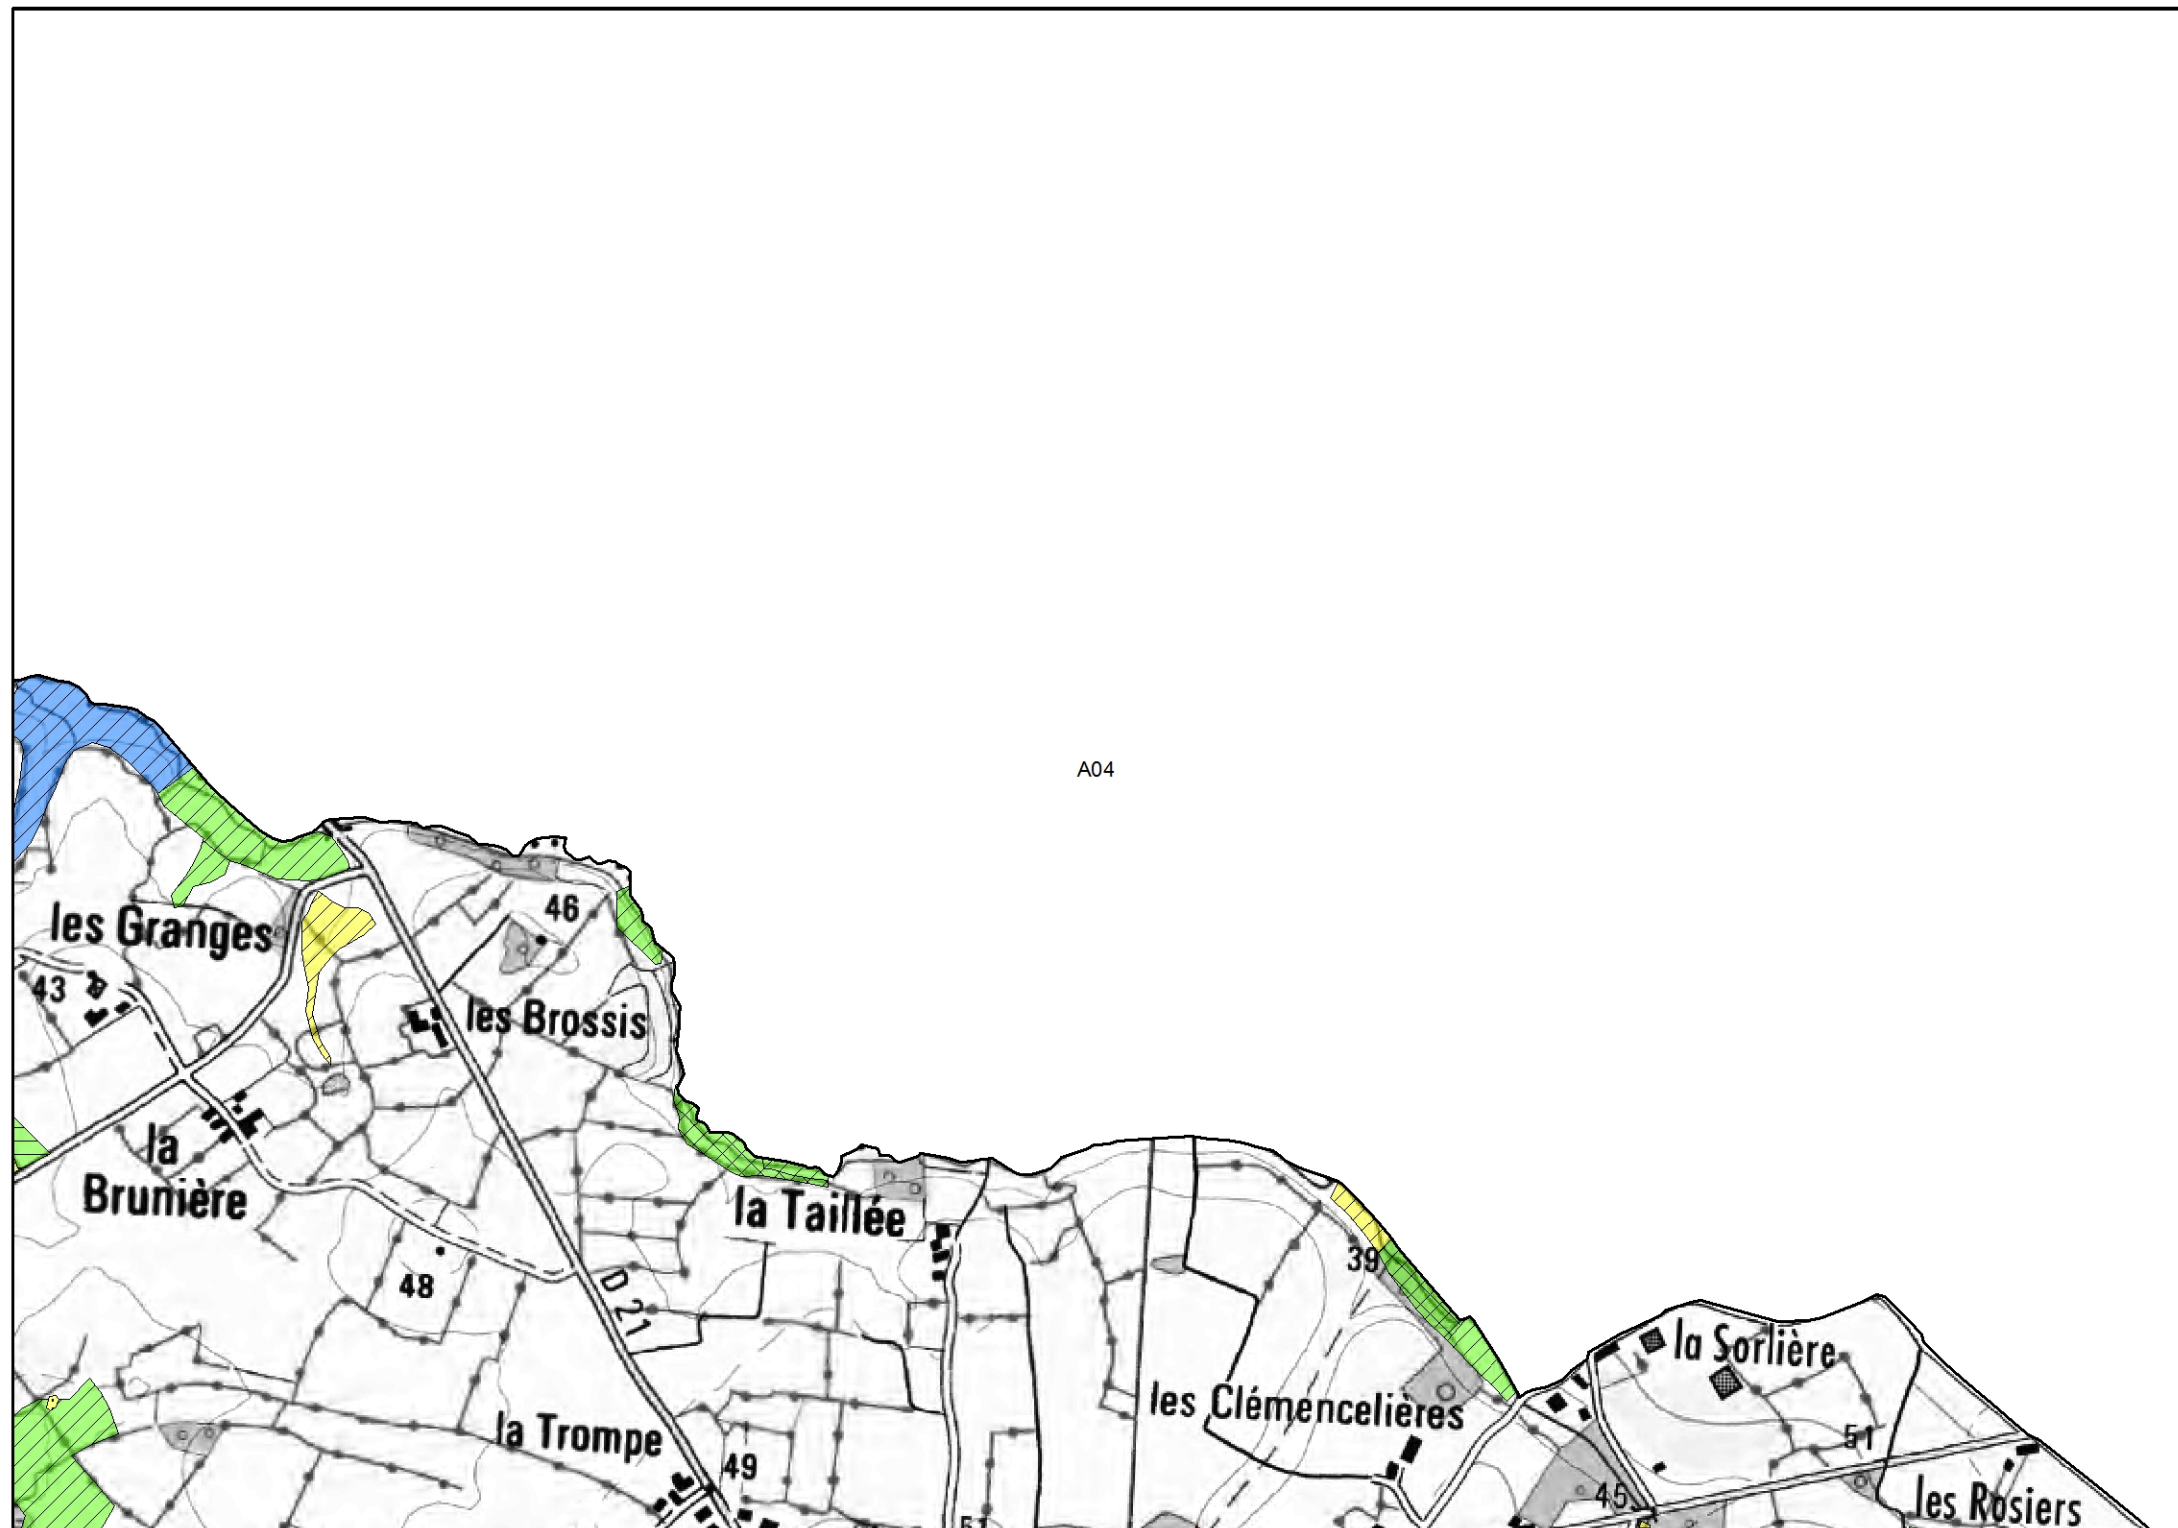 A04
46
les Granges
43
les Brossis
la
Brunière
la Taillée
39
48
D 21
la Sorlière
les Clémencelières
la Trompe
51
49
45
les Rosiers
51